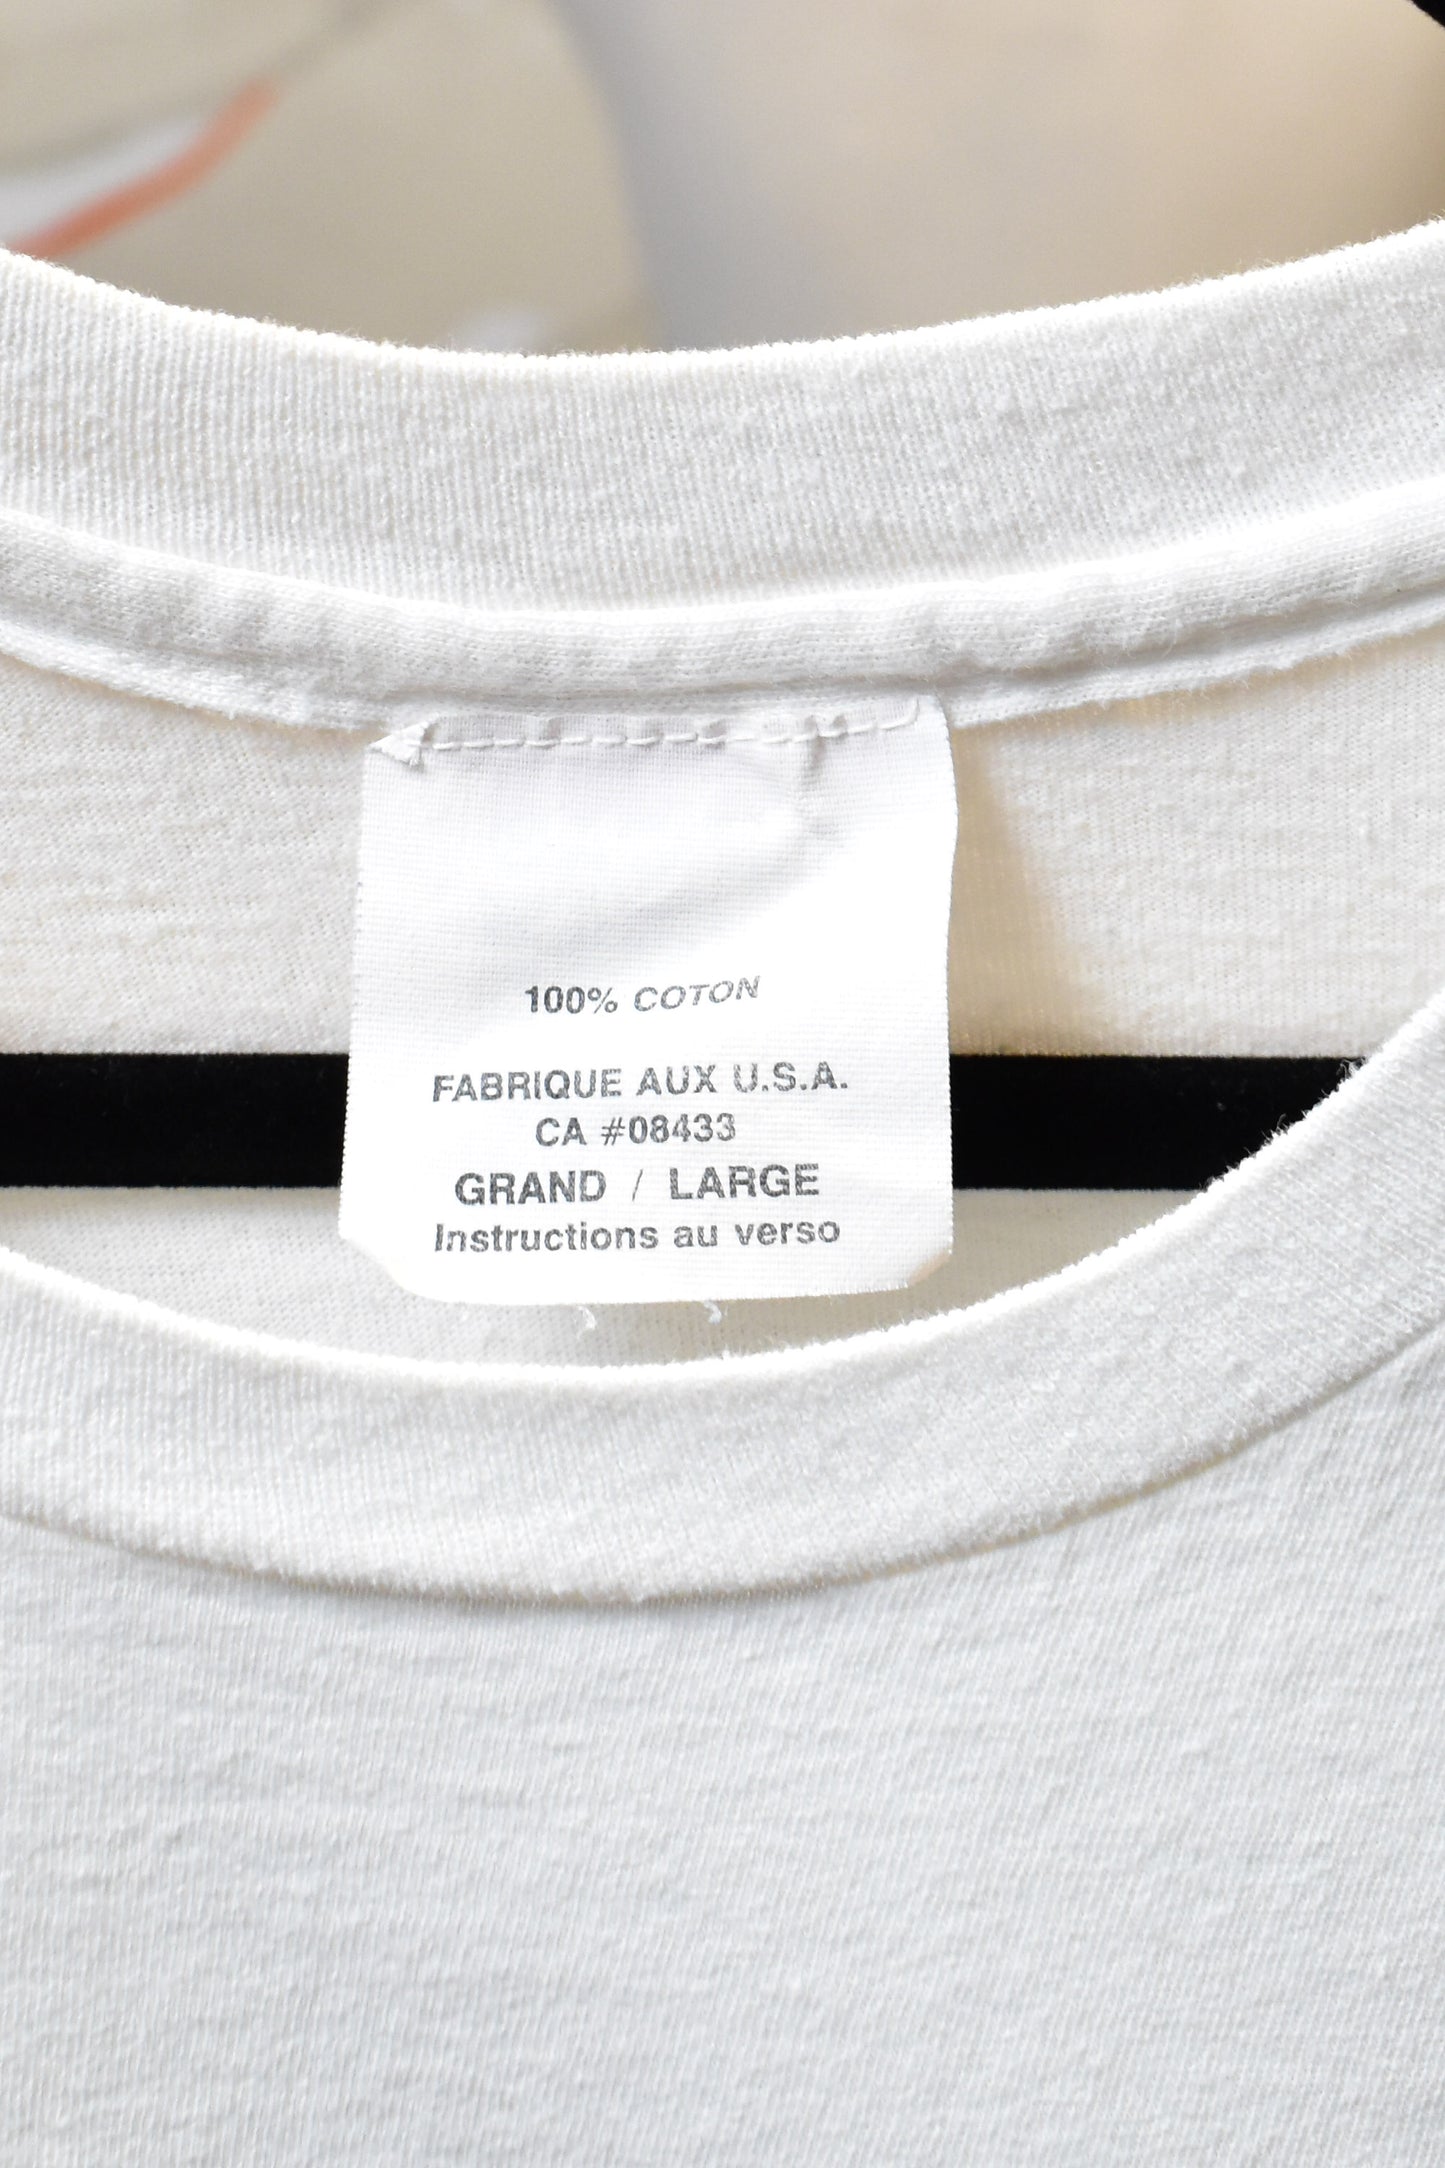 100% COTON
FABRIQUE AUX U.S.A.
CA #08433
GRAND / LARGE
Instructions au verso